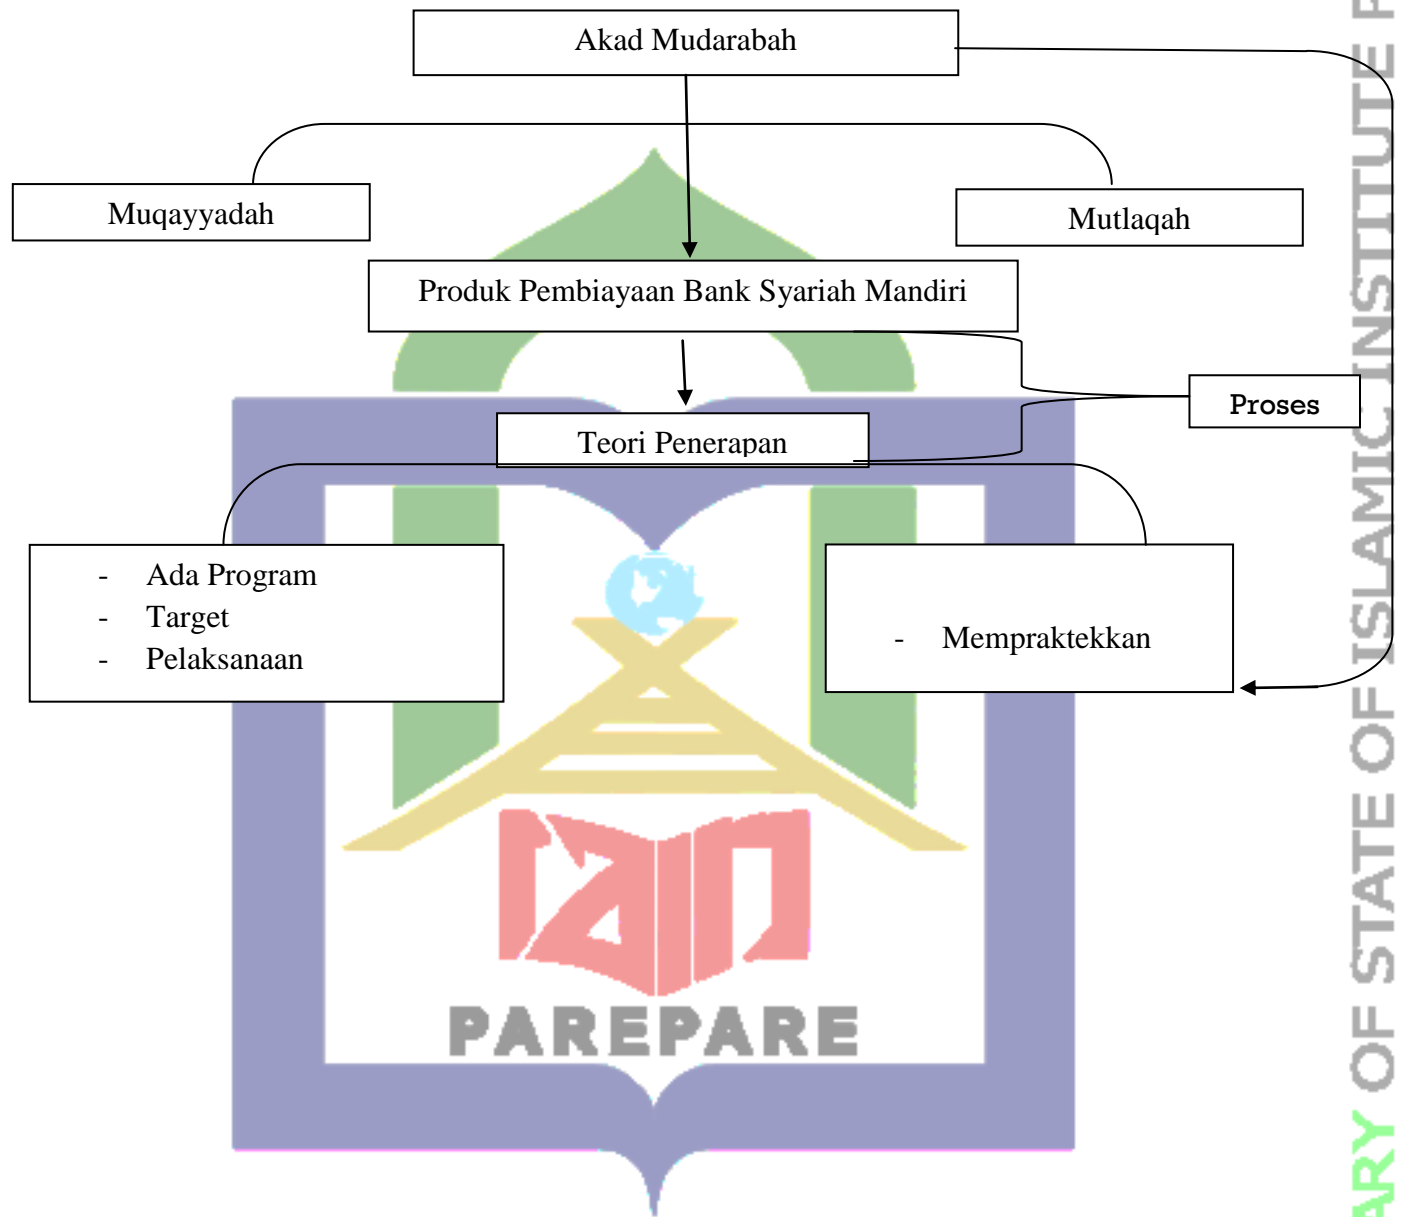 Akad Mudarabah
Muqayyadah
Mutlaqah
Produk Pembiayaan Bank Syariah Mandiri
Proses
Teori Penerapan
- Ada Program
- Target
- Pelaksanaan
- Mempraktekkan
PAREPARE
OF STATE OF ISLAMIC INSTITUTE